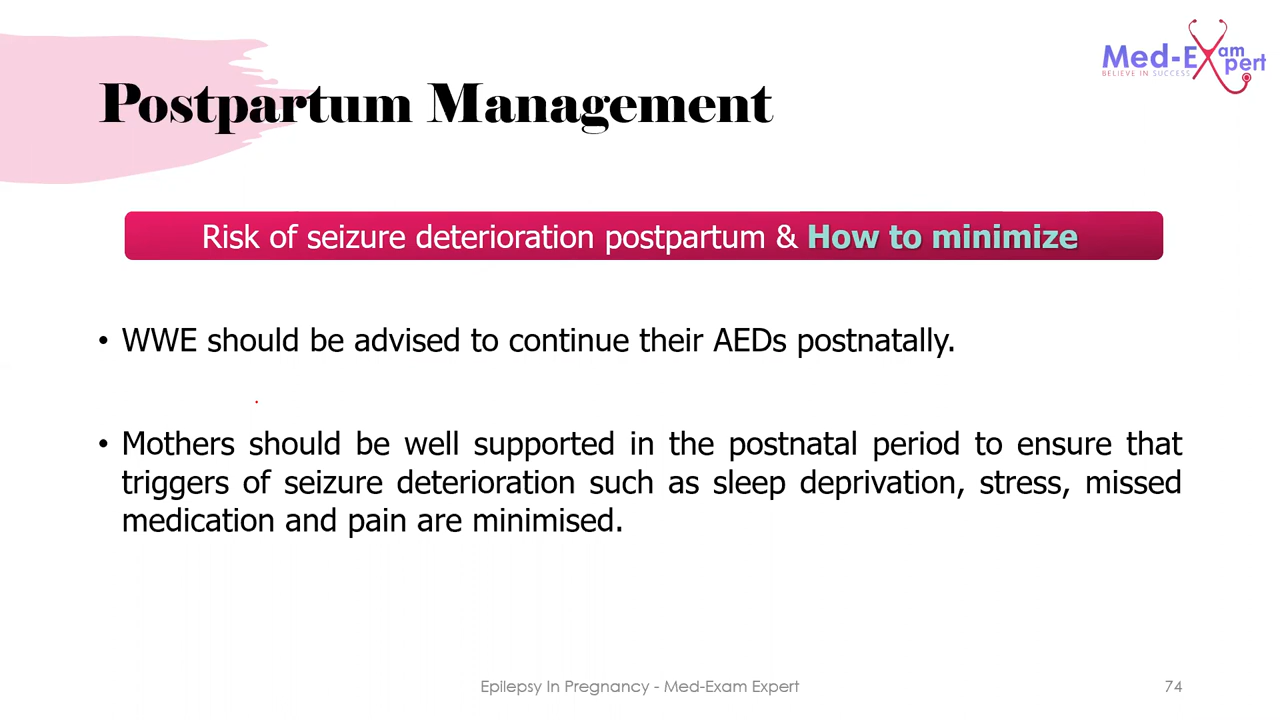 Med-Exam Expert
BELIEVE IN SUCCESS
Postpartum Management
Risk of seizure deterioration postpartum & How to minimize
• WWE should be advised to continue their AEDs postnatally.
• Mothers should be well supported in the postnatal period to ensure that
triggers of seizure deterioration such as sleep deprivation, stress, missed
medication and pain are minimised.
Epilepsy In Pregnancy - Med-Exam Expert
74